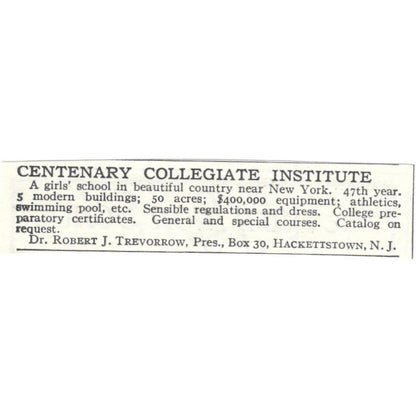 CENTENARY COLLEGIATE INSTITUTE
A girls' school in beautiful country near New York. 47th year.
5 modern buildings; 50 acres; $400,000 equipment; athletics,
swimming pool, etc. Sensible regulations and dress. College pre-
paratory certificates. General and special courses. Catalog on
request.
Dr. Robert J. Trevorrow, Pres., Box 30, Hackettstown, N. J.